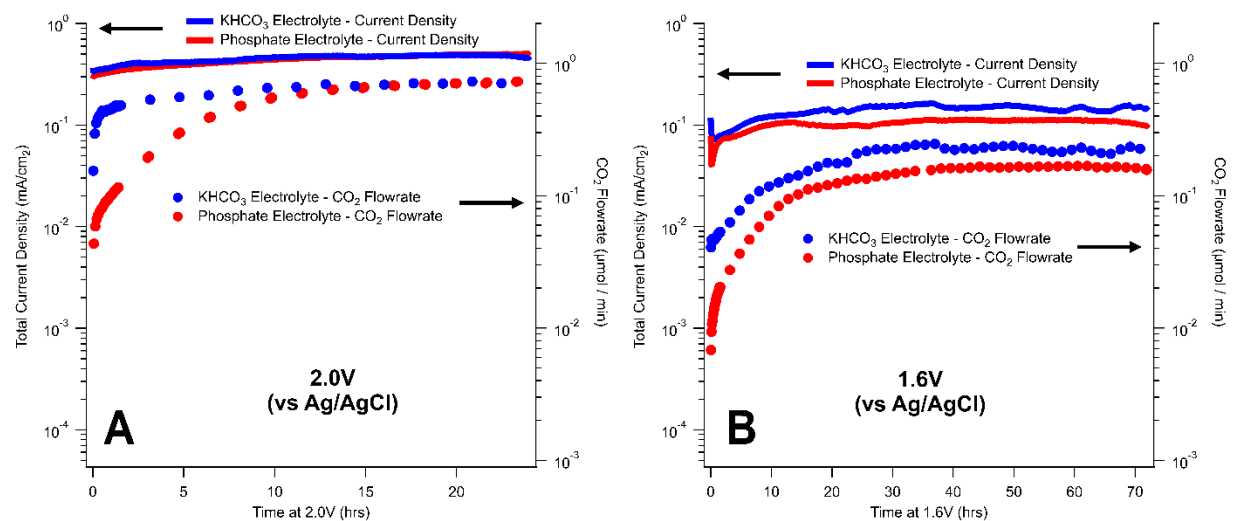 KHCO₃ Electrolyte - Current Density
Phosphate Electrolyte - Current Density
KHCO₃ Electrolyte - CO₂ Flowrate
Phosphate Electrolyte - CO₂ Flowrate
2.0V
(vs Ag/AgCl)
A
Total Current Density (mA/cm₂)
10⁰
10⁻¹
10⁻²
10⁻³
10⁻⁴
CO₂ Flowrate (μmol / min)
10⁰
10⁻¹
10⁻²
10⁻³
0 5 10 15 20
Time at 2.0V (hrs)
KHCO₃ Electrolyte - Current Density
Phosphate Electrolyte - Current Density
KHCO₃ Electrolyte - CO₂ Flowrate
Phosphate Electrolyte - CO₂ Flowrate
1.6V
(vs Ag/AgCl)
B
Total Current Density (mA/cm₂)
10⁰
10⁻¹
10⁻²
10⁻³
10⁻⁴
CO₂ Flowrate (μmol / min)
10⁰
10⁻¹
10⁻²
10⁻³
0 10 20 30 40 50 60 70
Time at 1.6V (hrs)